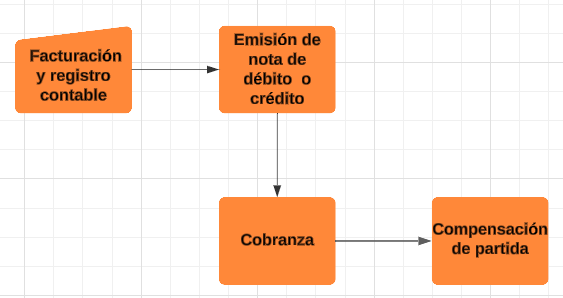 Facturación
y registro
contable
Emisión de
nota de
débito o
crédito
Cobranza
Compensación
de partida